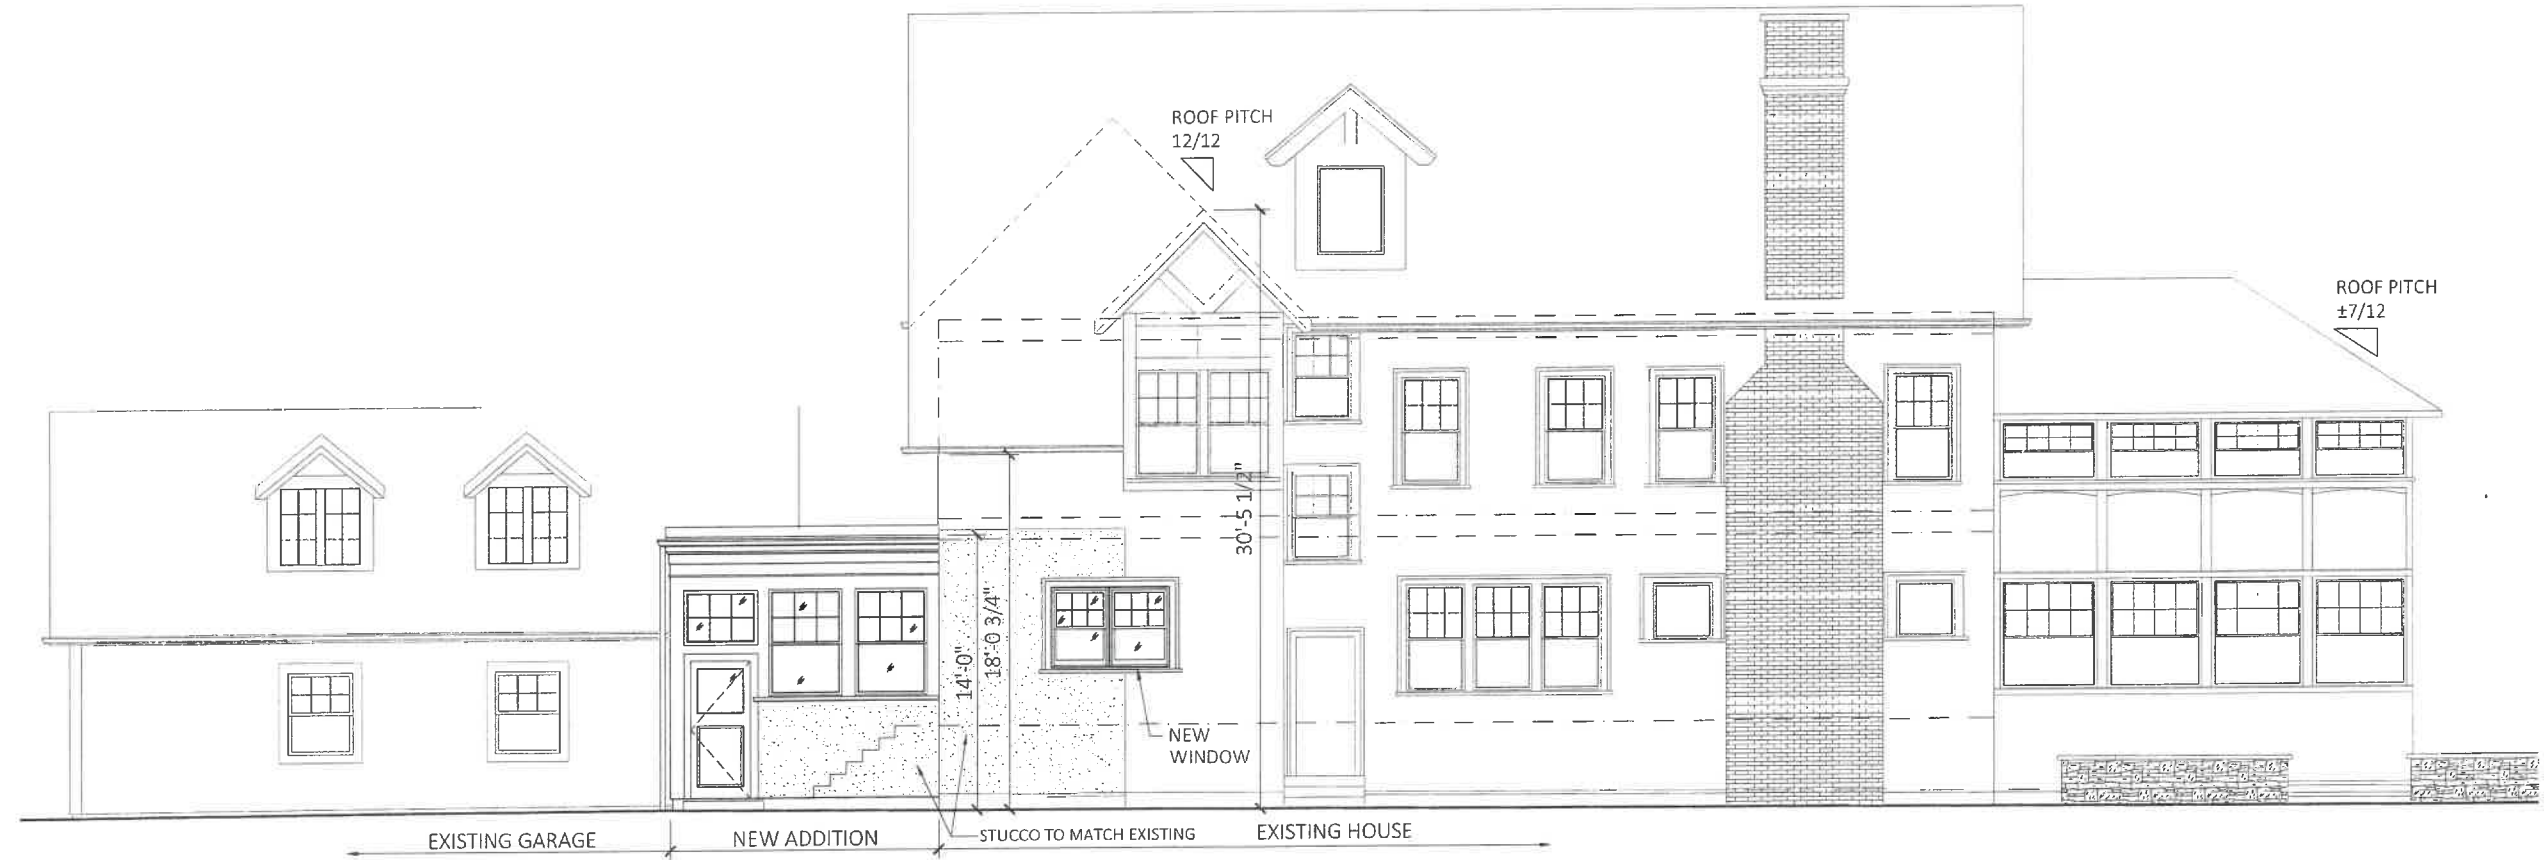 ROOF PITCH
12/12
ROOF PITCH
±7/12
30'-5 1/2"
14'-0"
18'-0 3/4"
NEW
WINDOW
STUCCO TO MATCH EXISTING
EXISTING GARAGE
NEW ADDITION
EXISTING HOUSE